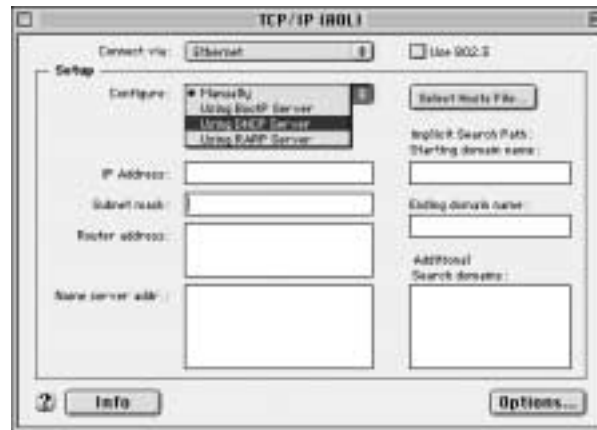 TCP/IP (AOL)
Connect via: Ethernet
Use 802.3
Setup
Configure: Manually
Using BootP Server
Using DHCP Server
Using RARP Server
Select Hosts File...
Implicit Search Path:
Starting domain name:
IP Address:
Subnet mask:
Ending domain name:
Router address:
Additional
Search domains:
Name server addr.:
? Info
Options...